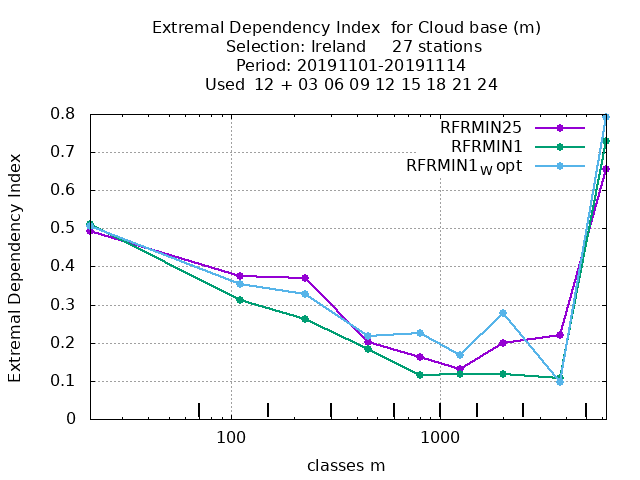 Extremal Dependency Index  for Cloud base (m)
Selection: Ireland     27 stations
Period: 20191101-20191114
Used  12 + 03 06 09 12 15 18 21 24
RFRMIN25
RFRMIN1
RFRMIN1W opt
Extremal Dependency Index
0.8
0.7
0.6
0.5
0.4
0.3
0.2
0.1
0
100
1000
classes m